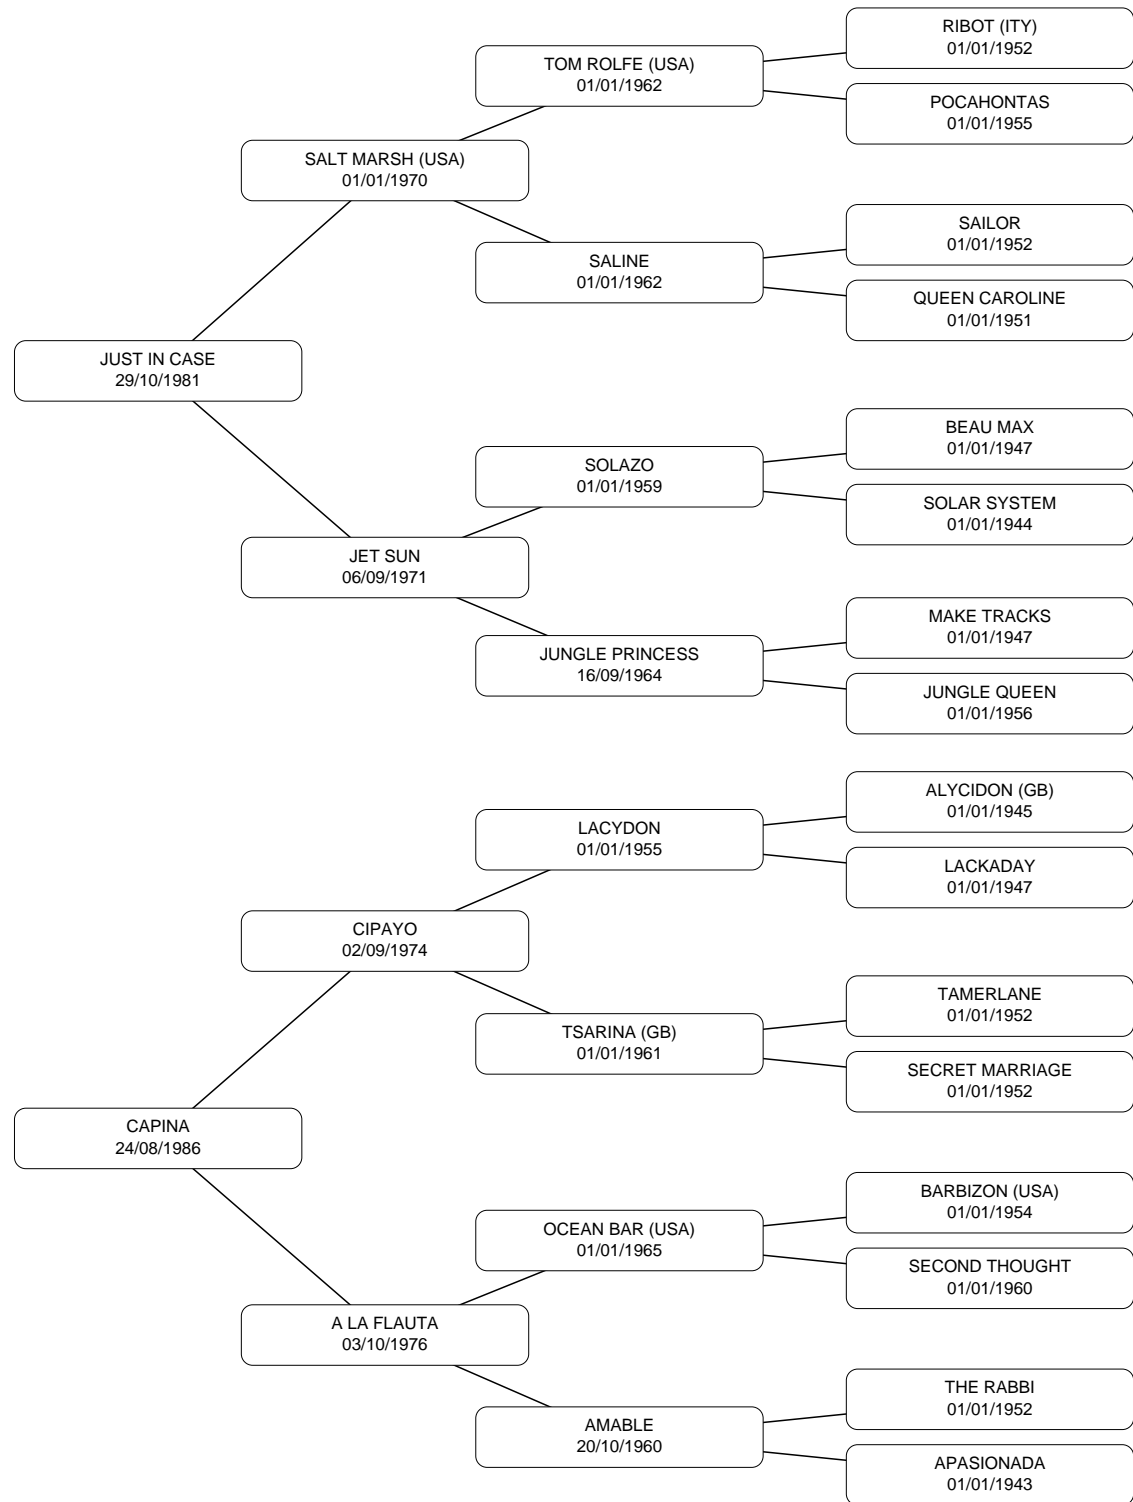 RIBOT (ITY)
01/01/1952
TOM ROLFE (USA)
01/01/1962
POCAHONTAS
01/01/1955
SALT MARSH (USA)
01/01/1970
SAILOR
01/01/1952
SALINE
01/01/1962
QUEEN CAROLINE
01/01/1951
JUST IN CASE
29/10/1981
BEAU MAX
01/01/1947
SOLAZO
01/01/1959
SOLAR SYSTEM
01/01/1944
JET SUN
06/09/1971
MAKE TRACKS
01/01/1947
JUNGLE PRINCESS
16/09/1964
JUNGLE QUEEN
01/01/1956
ALYCIDON (GB)
01/01/1945
LACYDON
01/01/1955
LACKADAY
01/01/1947
CIPAYO
02/09/1974
TAMERLANE
01/01/1952
TSARINA (GB)
01/01/1961
SECRET MARRIAGE
01/01/1952
CAPINA
24/08/1986
BARBIZON (USA)
01/01/1954
OCEAN BAR (USA)
01/01/1965
SECOND THOUGHT
01/01/1960
A LA FLAUTA
03/10/1976
THE RABBI
01/01/1952
AMABLE
20/10/1960
APASIONADA
01/01/1943